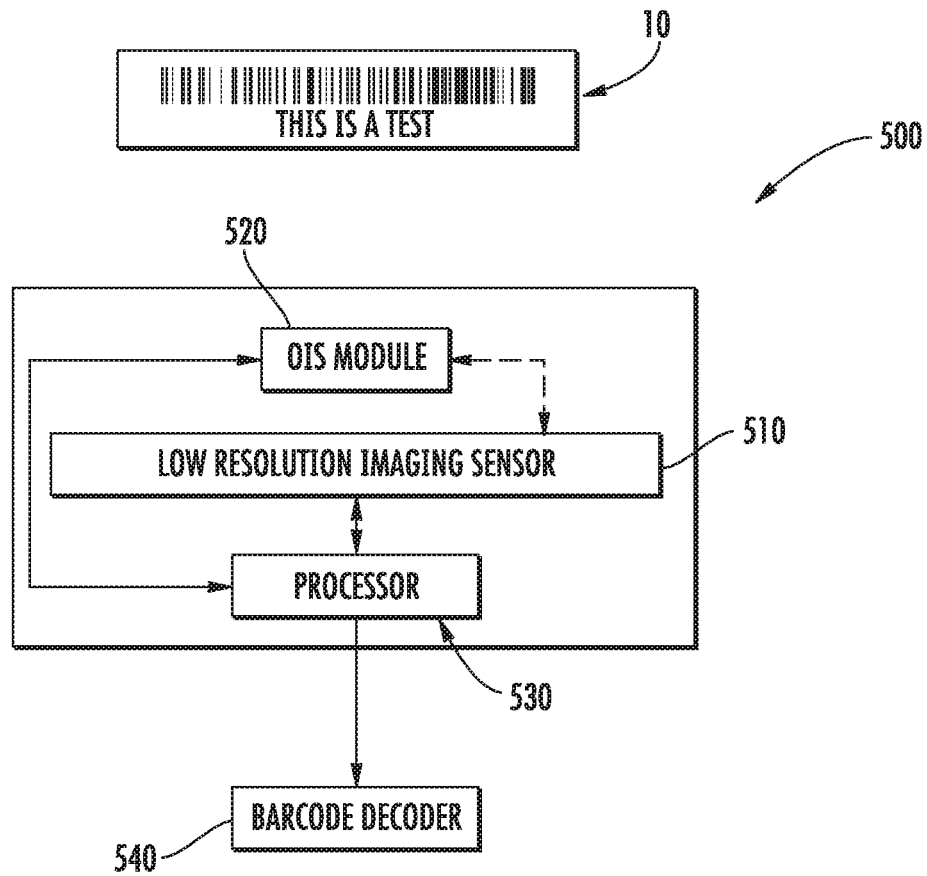 10
THIS IS A TEST
500
520
OIS MODULE
510
LOW RESOLUTION IMAGING SENSOR
PROCESSOR
530
BARCODE DECODER
540